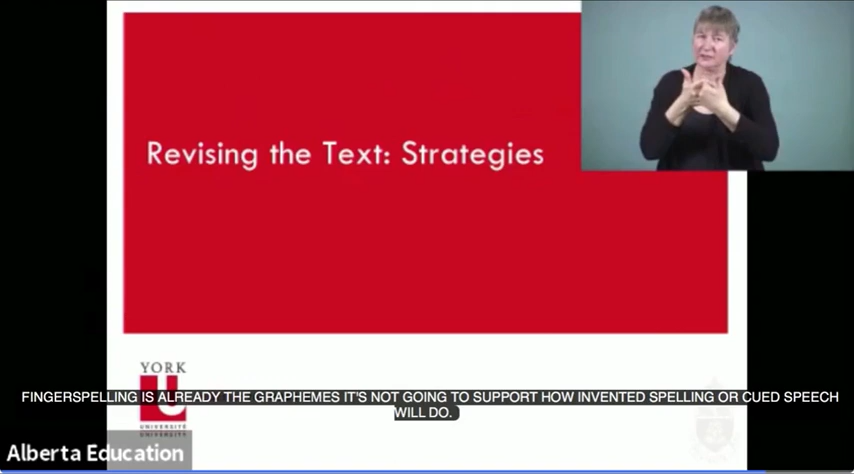 Revising the Text: Strategies
YORK
U
UNIVERSITÉ
UNIVERSITY
FINGERSPELLING IS ALREADY THE GRAPHEMES IT'S NOT GOING TO SUPPORT HOW INVENTED SPELLING OR CUED SPEECH
WILL DO.
Alberta Education